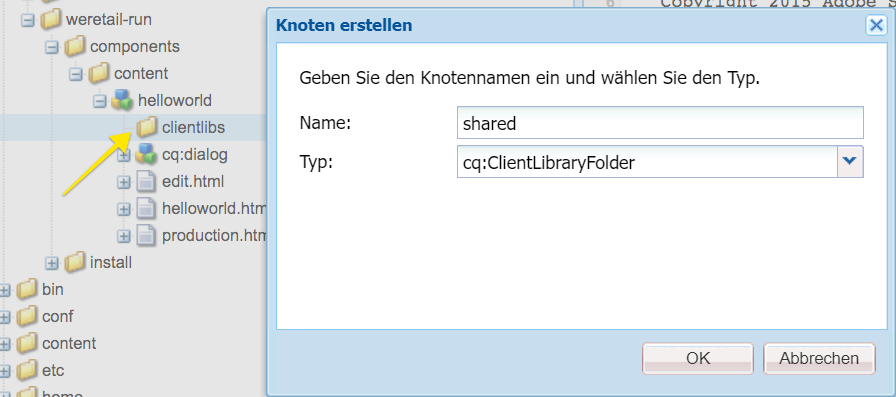 weretail-run
components
content
helloworld
clientlibs
cq:dialog
edit.html
helloworld.htm
production.htm
install
bin
conf
content
etc
home
6
Copyright 2015 Adobe S
Knoten erstellen
Geben Sie den Knotennamen ein und wählen Sie den Typ.
Name: shared
Typ: cq:ClientLibraryFolder
OK Abbrechen